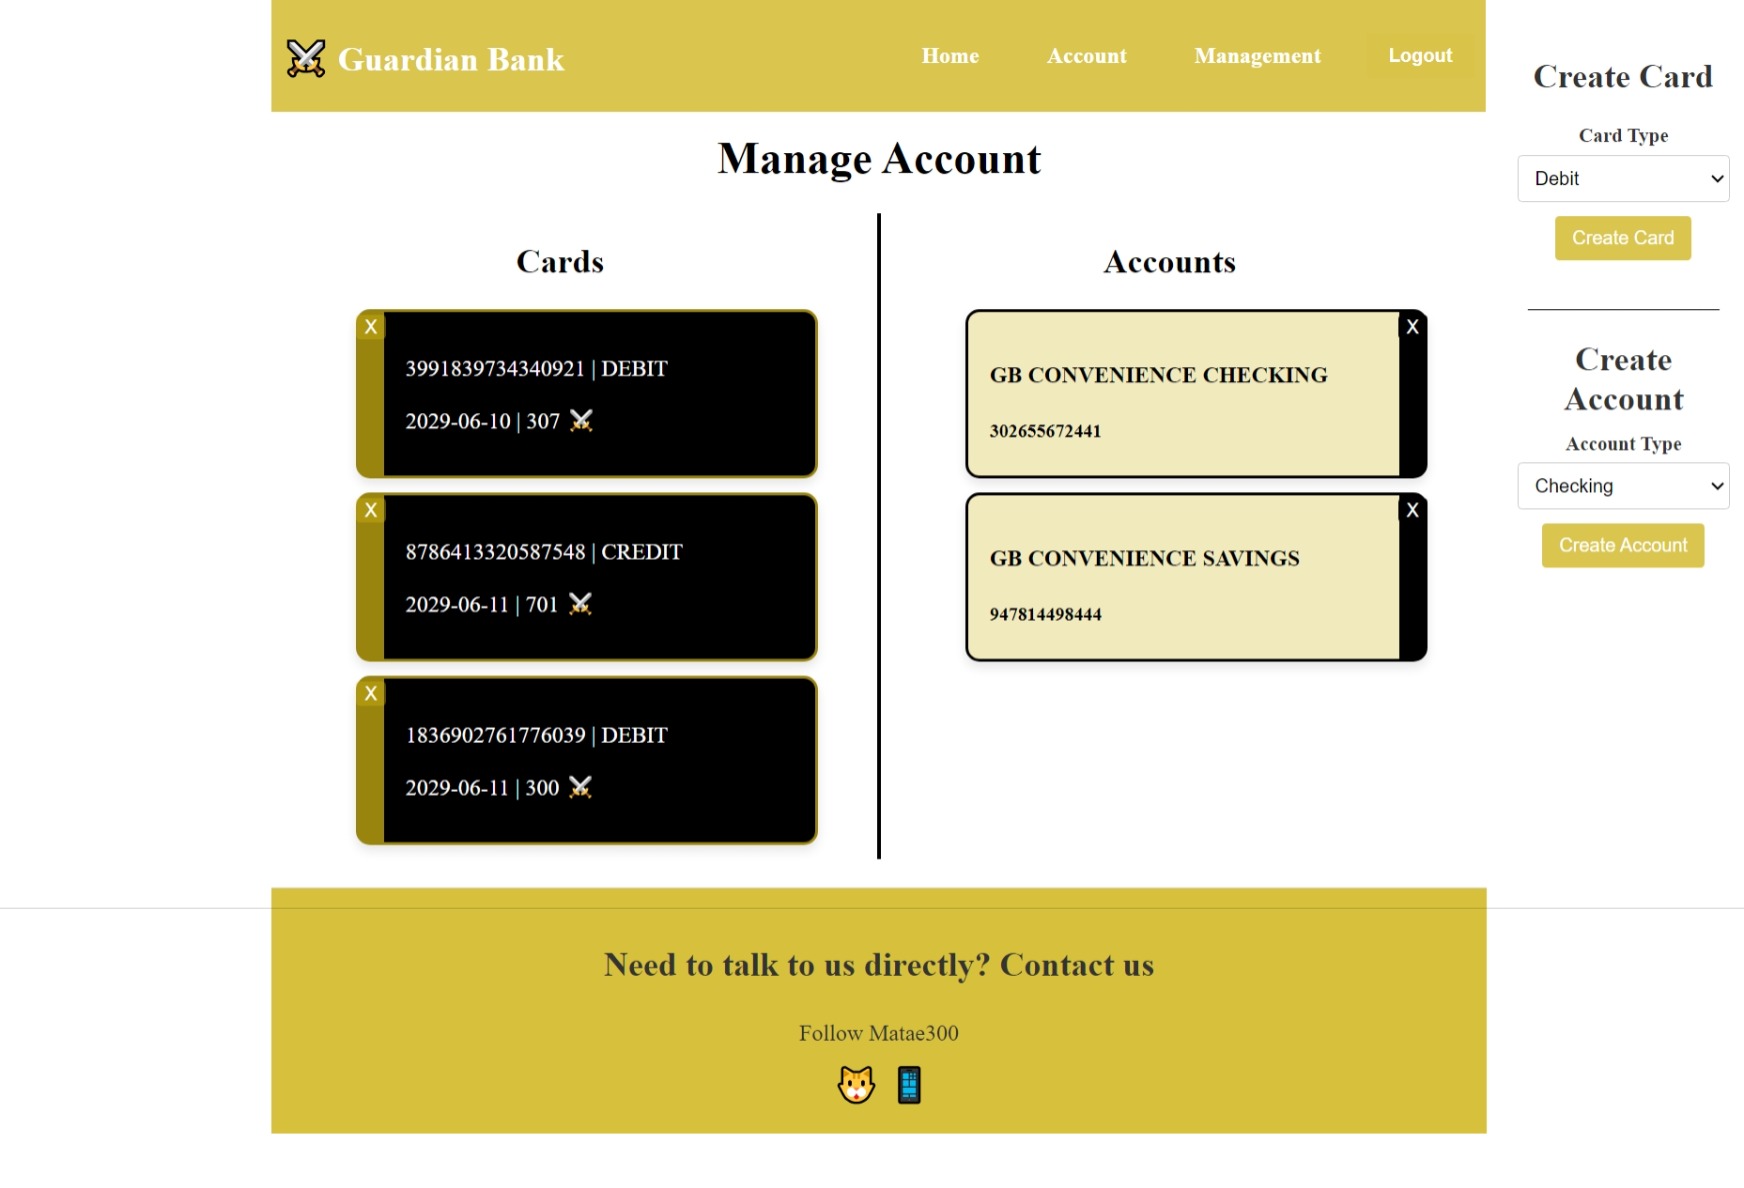 Guardian Bank
Home
Account
Management
Logout
Manage Account
Cards
X
3991839734340921 | DEBIT
2029-06-10 | 307
X
8786413320587548 | CREDIT
2029-06-11 | 701
X
1836902761776039 | DEBIT
2029-06-11 | 300
Accounts
X
GB CONVENIENCE CHECKING
302655672441
X
GB CONVENIENCE SAVINGS
947814498444
Create Card
Card Type
Debit
Create Card
Create
Account
Account Type
Checking
Create Account
Need to talk to us directly? Contact us
Follow Matae300